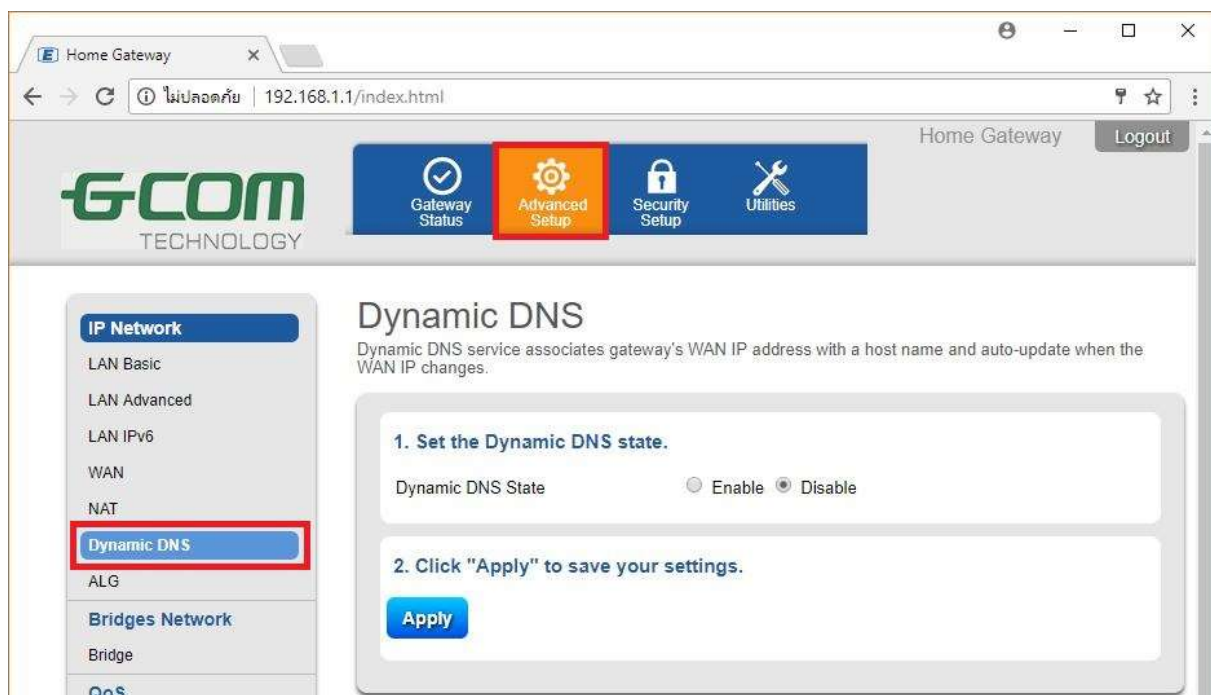 Home Gateway
ไม่ปลอดภัย | 192.168.1.1/index.html
Home Gateway
Logout
G-COM
TECHNOLOGY
Gateway
Status
Advanced
Setup
Security
Setup
Utilities
IP Network
LAN Basic
LAN Advanced
LAN IPv6
WAN
NAT
Dynamic DNS
ALG
Bridges Network
Bridge
QoS
Dynamic DNS
Dynamic DNS service associates gateway's WAN IP address with a host name and auto-update when the
WAN IP changes.
1. Set the Dynamic DNS state.
Dynamic DNS State Enable Disable
2. Click "Apply" to save your settings.
Apply